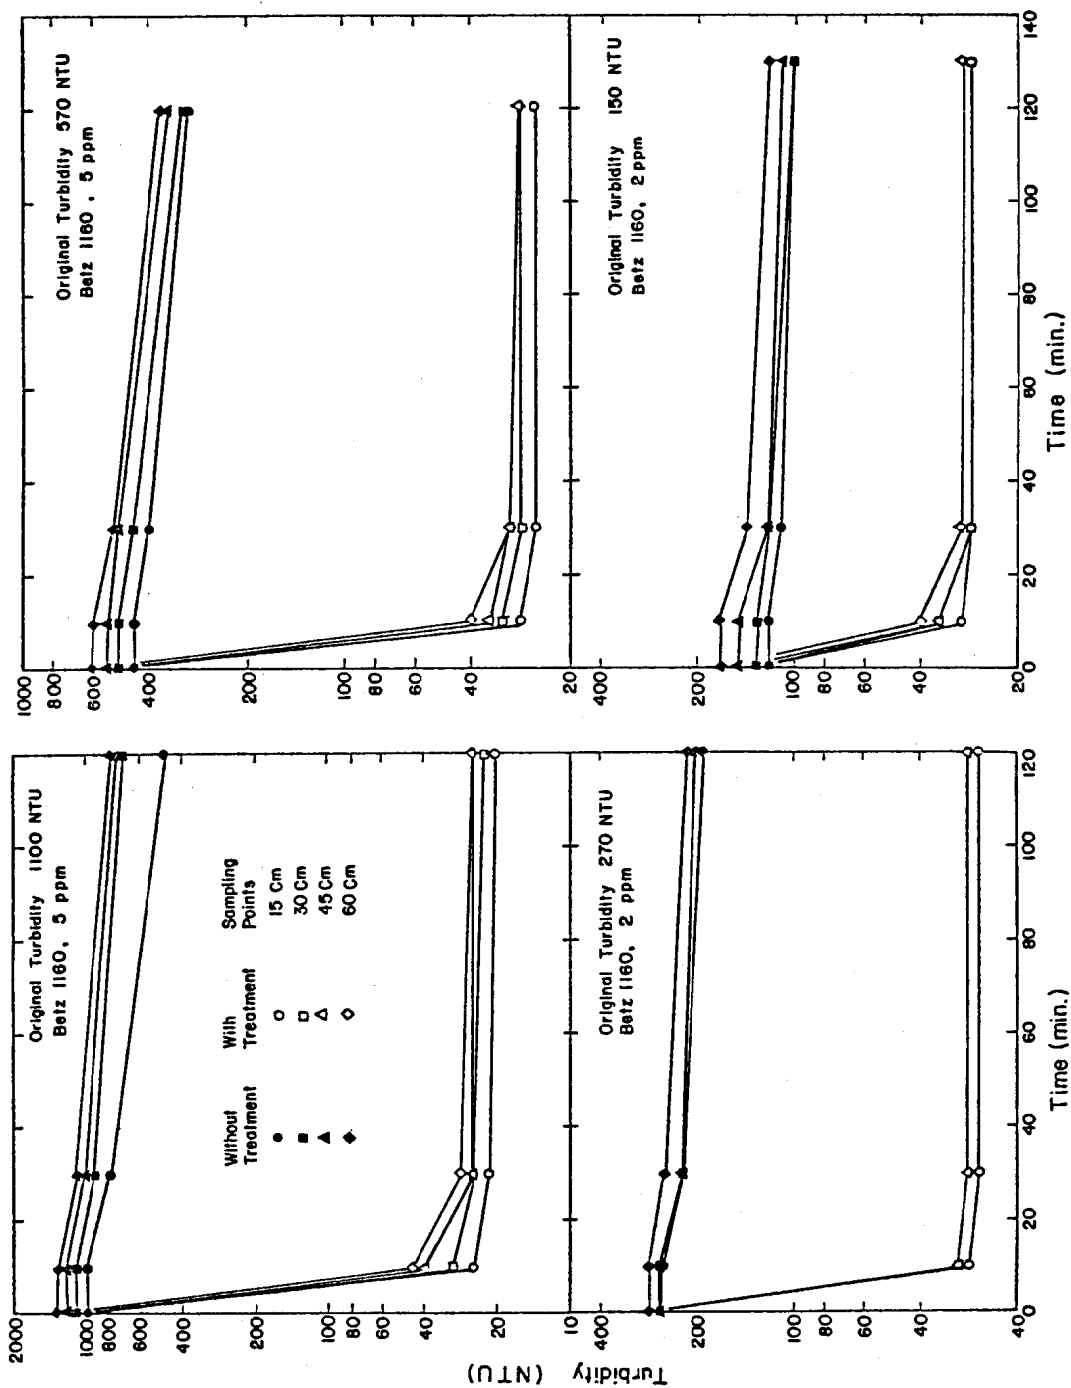 Original Turbidity 1100 NTU
Betz 1160, 5 ppm
Without Treatment
With Treatment
Sampling Points
15 Cm
30 Cm
45 Cm
60 Cm
2000
1000
8000
600
400
100
80
60
40
20
10
Original Turbidity 570 NTU
Betz 1160, 5 ppm
1000
800
600
400
100
80
60
40
20
Original Turbidity 270 NTU
Betz 1160, 2 ppm
400
200
100
80
60
40
0 20 40 60 80 100 120
Time (min.)
Original Turbidity 150 NTU
Betz 1160, 2 ppm
400
100
80
60
40
20
0 20 40 60 80 100 120 140
Time (min.)
Turbidity (NTU)